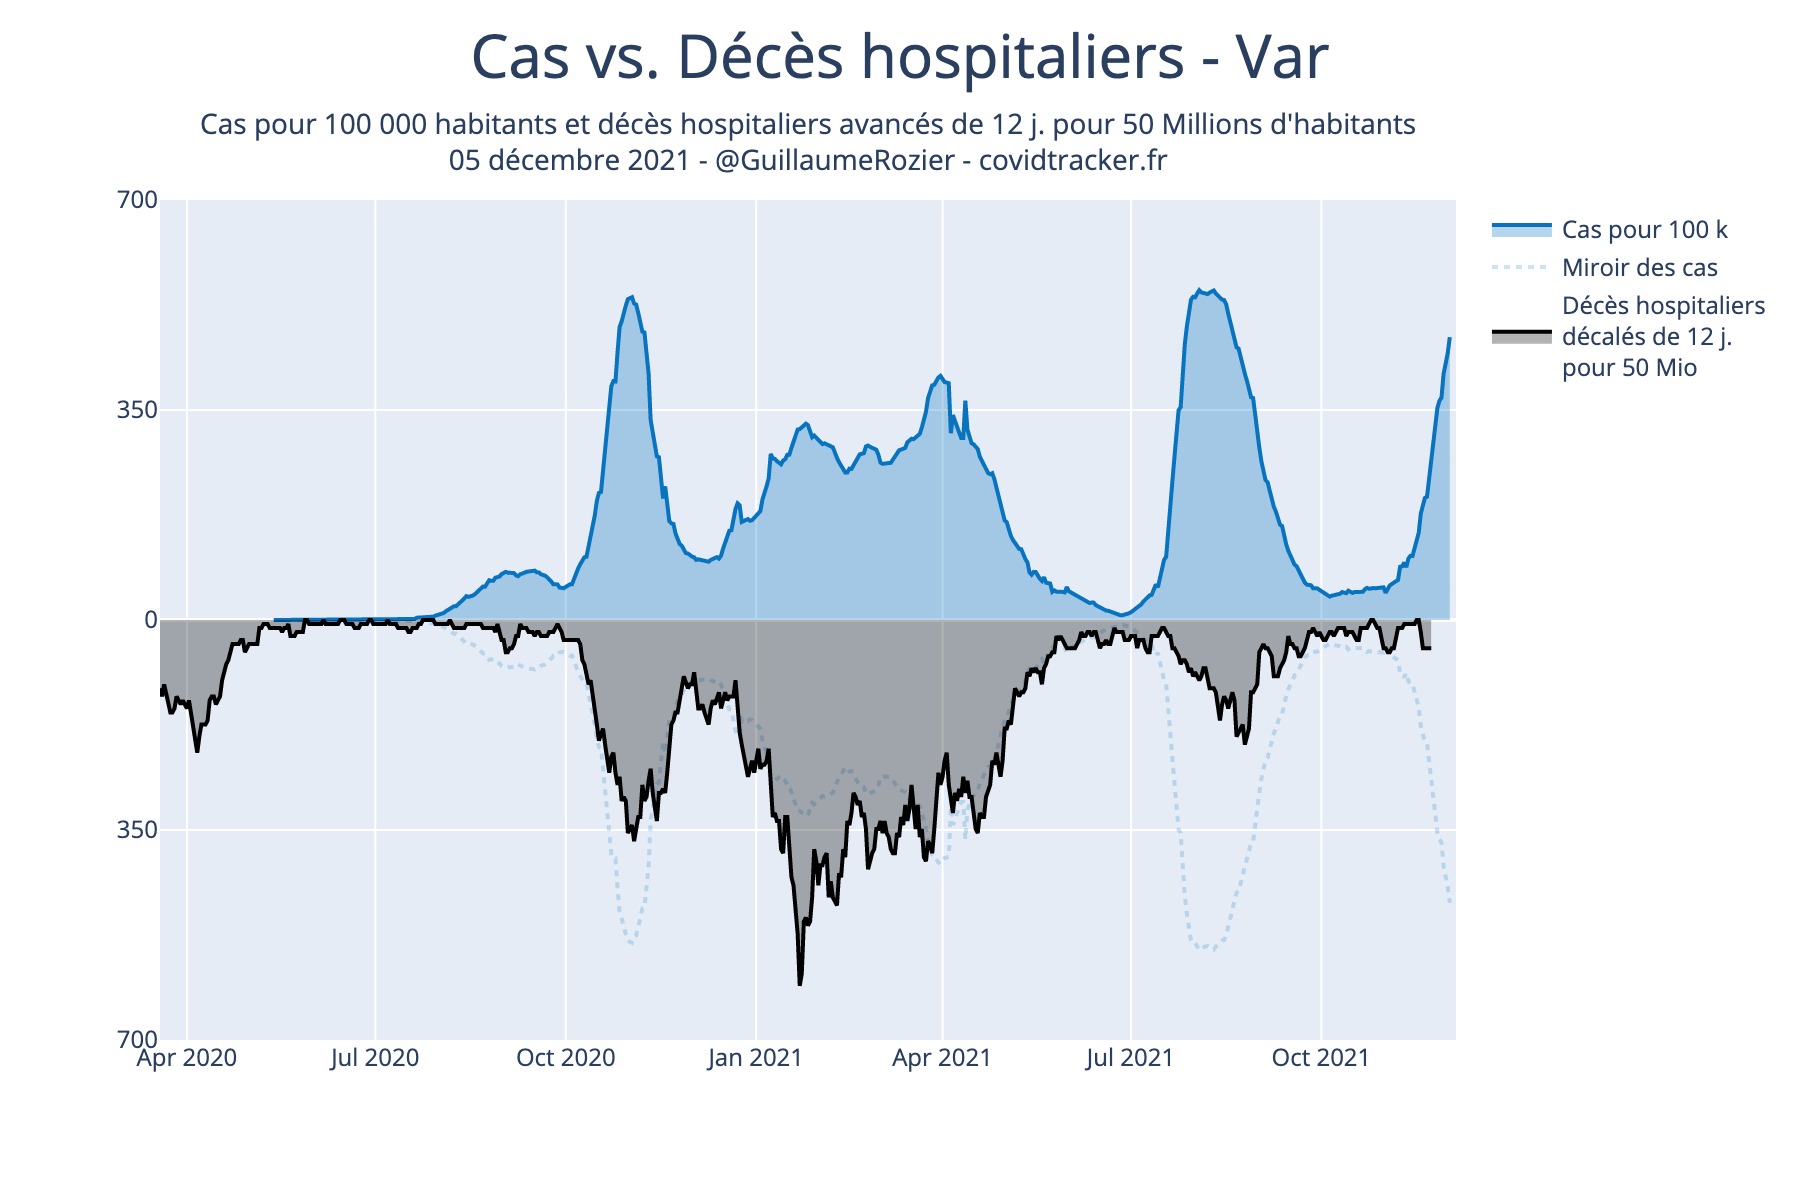 Cas vs. Décès hospitaliers - Var
Cas pour 100 000 habitants et décès hospitaliers avancés de 12 j. pour 50 Millions d'habitants
05 décembre 2021 - @GuillaumeRozier - covidtracker.fr
700
350
0
350
700
Apr 2020
Jul 2020
Oct 2020
Jan 2021
Apr 2021
Jul 2021
Oct 2021
Cas pour 100 k
Miroir des cas
Décès hospitaliers
décalés de 12 j.
pour 50 Mio